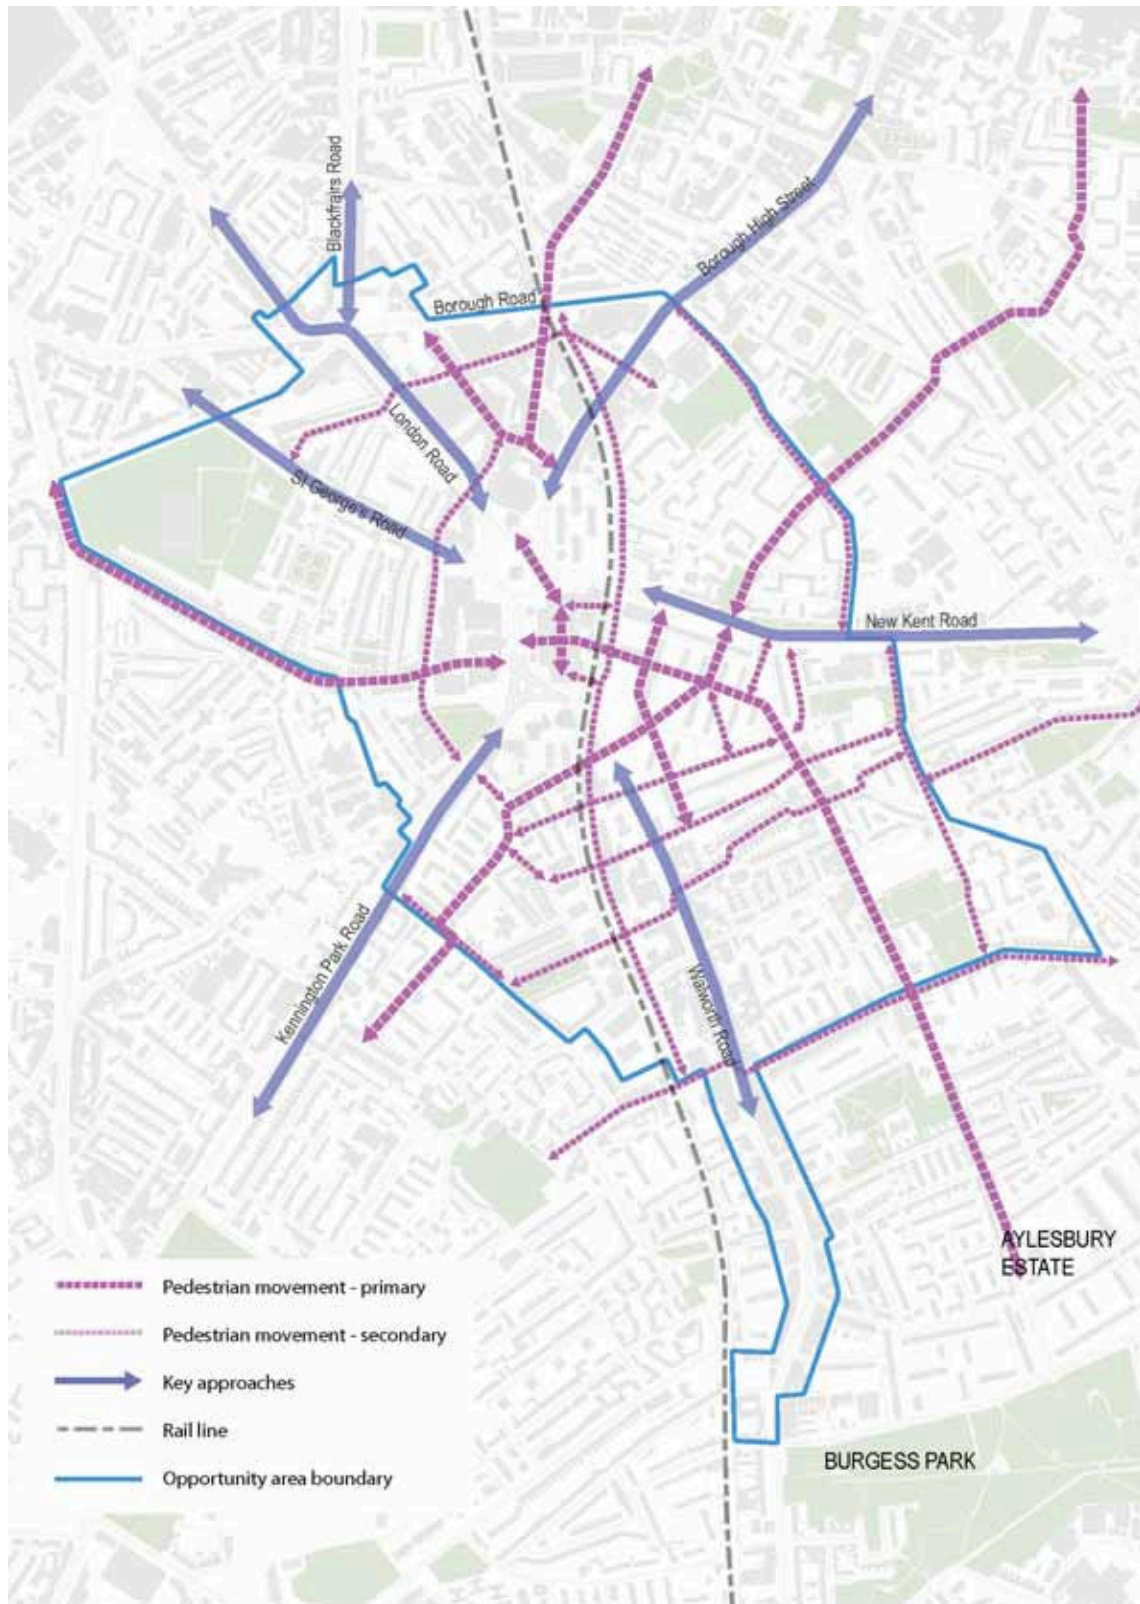 Blackfrairs Road
Borough High Street
Borough Road
London Road
St George's Road
New Kent Road
Kennington Park Road
Walworth Road
AYLESBURY
ESTATE
Pedestrian movement - primary
Pedestrian movement - secondary
Key approaches
Rail line
Opportunity area boundary
BURGESS PARK